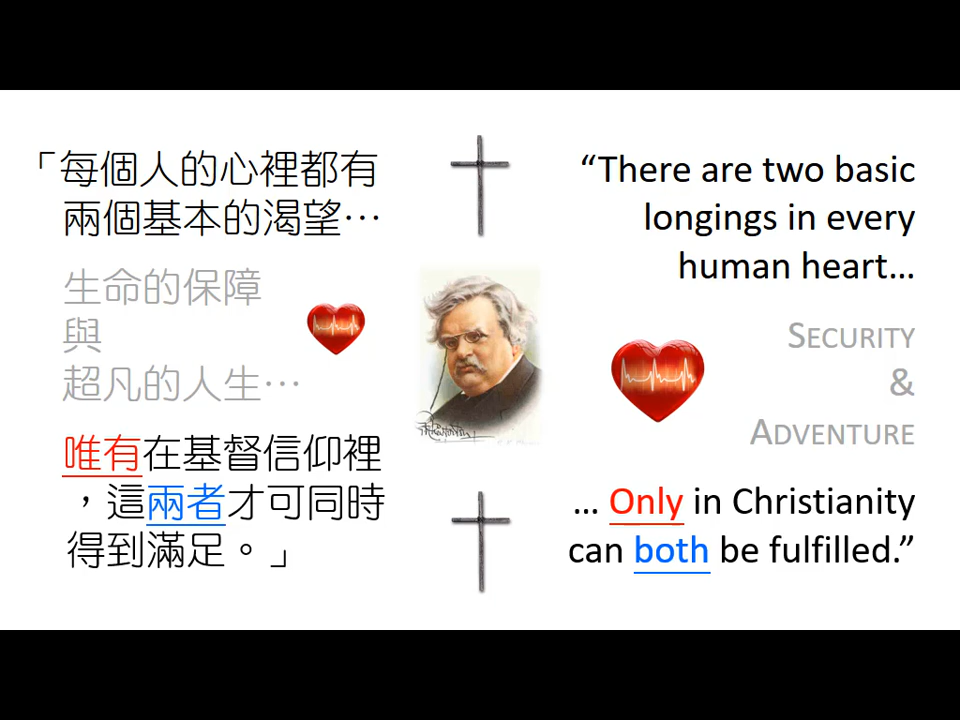 「每個人的心裡都有
兩個基本的渴望…
生命的保障
與
超凡的人生…
唯有在基督信仰裡
，這兩者才可同時
得到滿足。」
“There are two basic
longings in every
human heart…
SECURITY
&
ADVENTURE
… Only in Christianity
can both be fulfilled.”